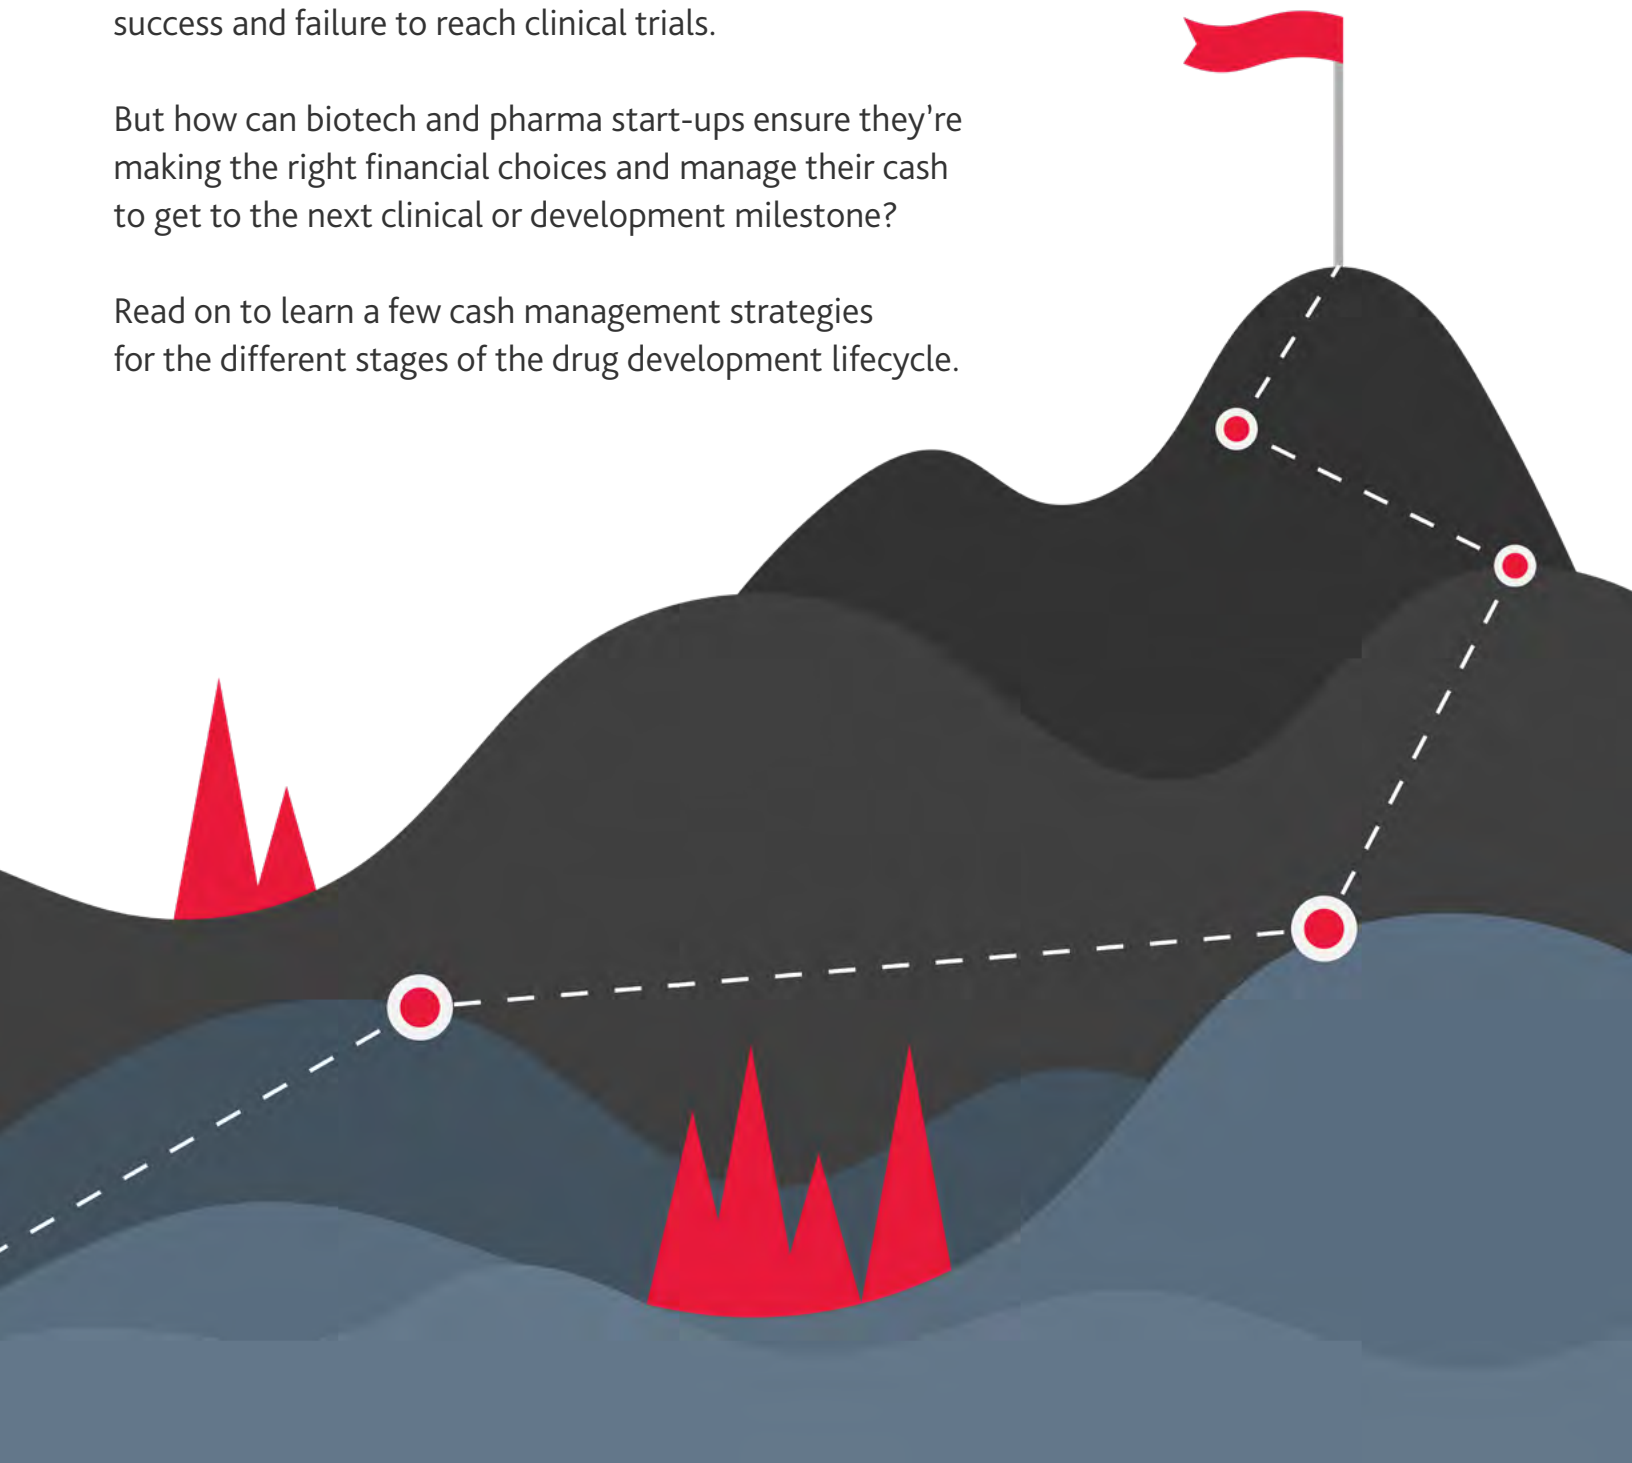 success and failure to reach clinical trials.
But how can biotech and pharma start-ups ensure they’re
making the right financial choices and manage their cash
to get to the next clinical or development milestone?
Read on to learn a few cash management strategies
for the different stages of the drug development lifecycle.